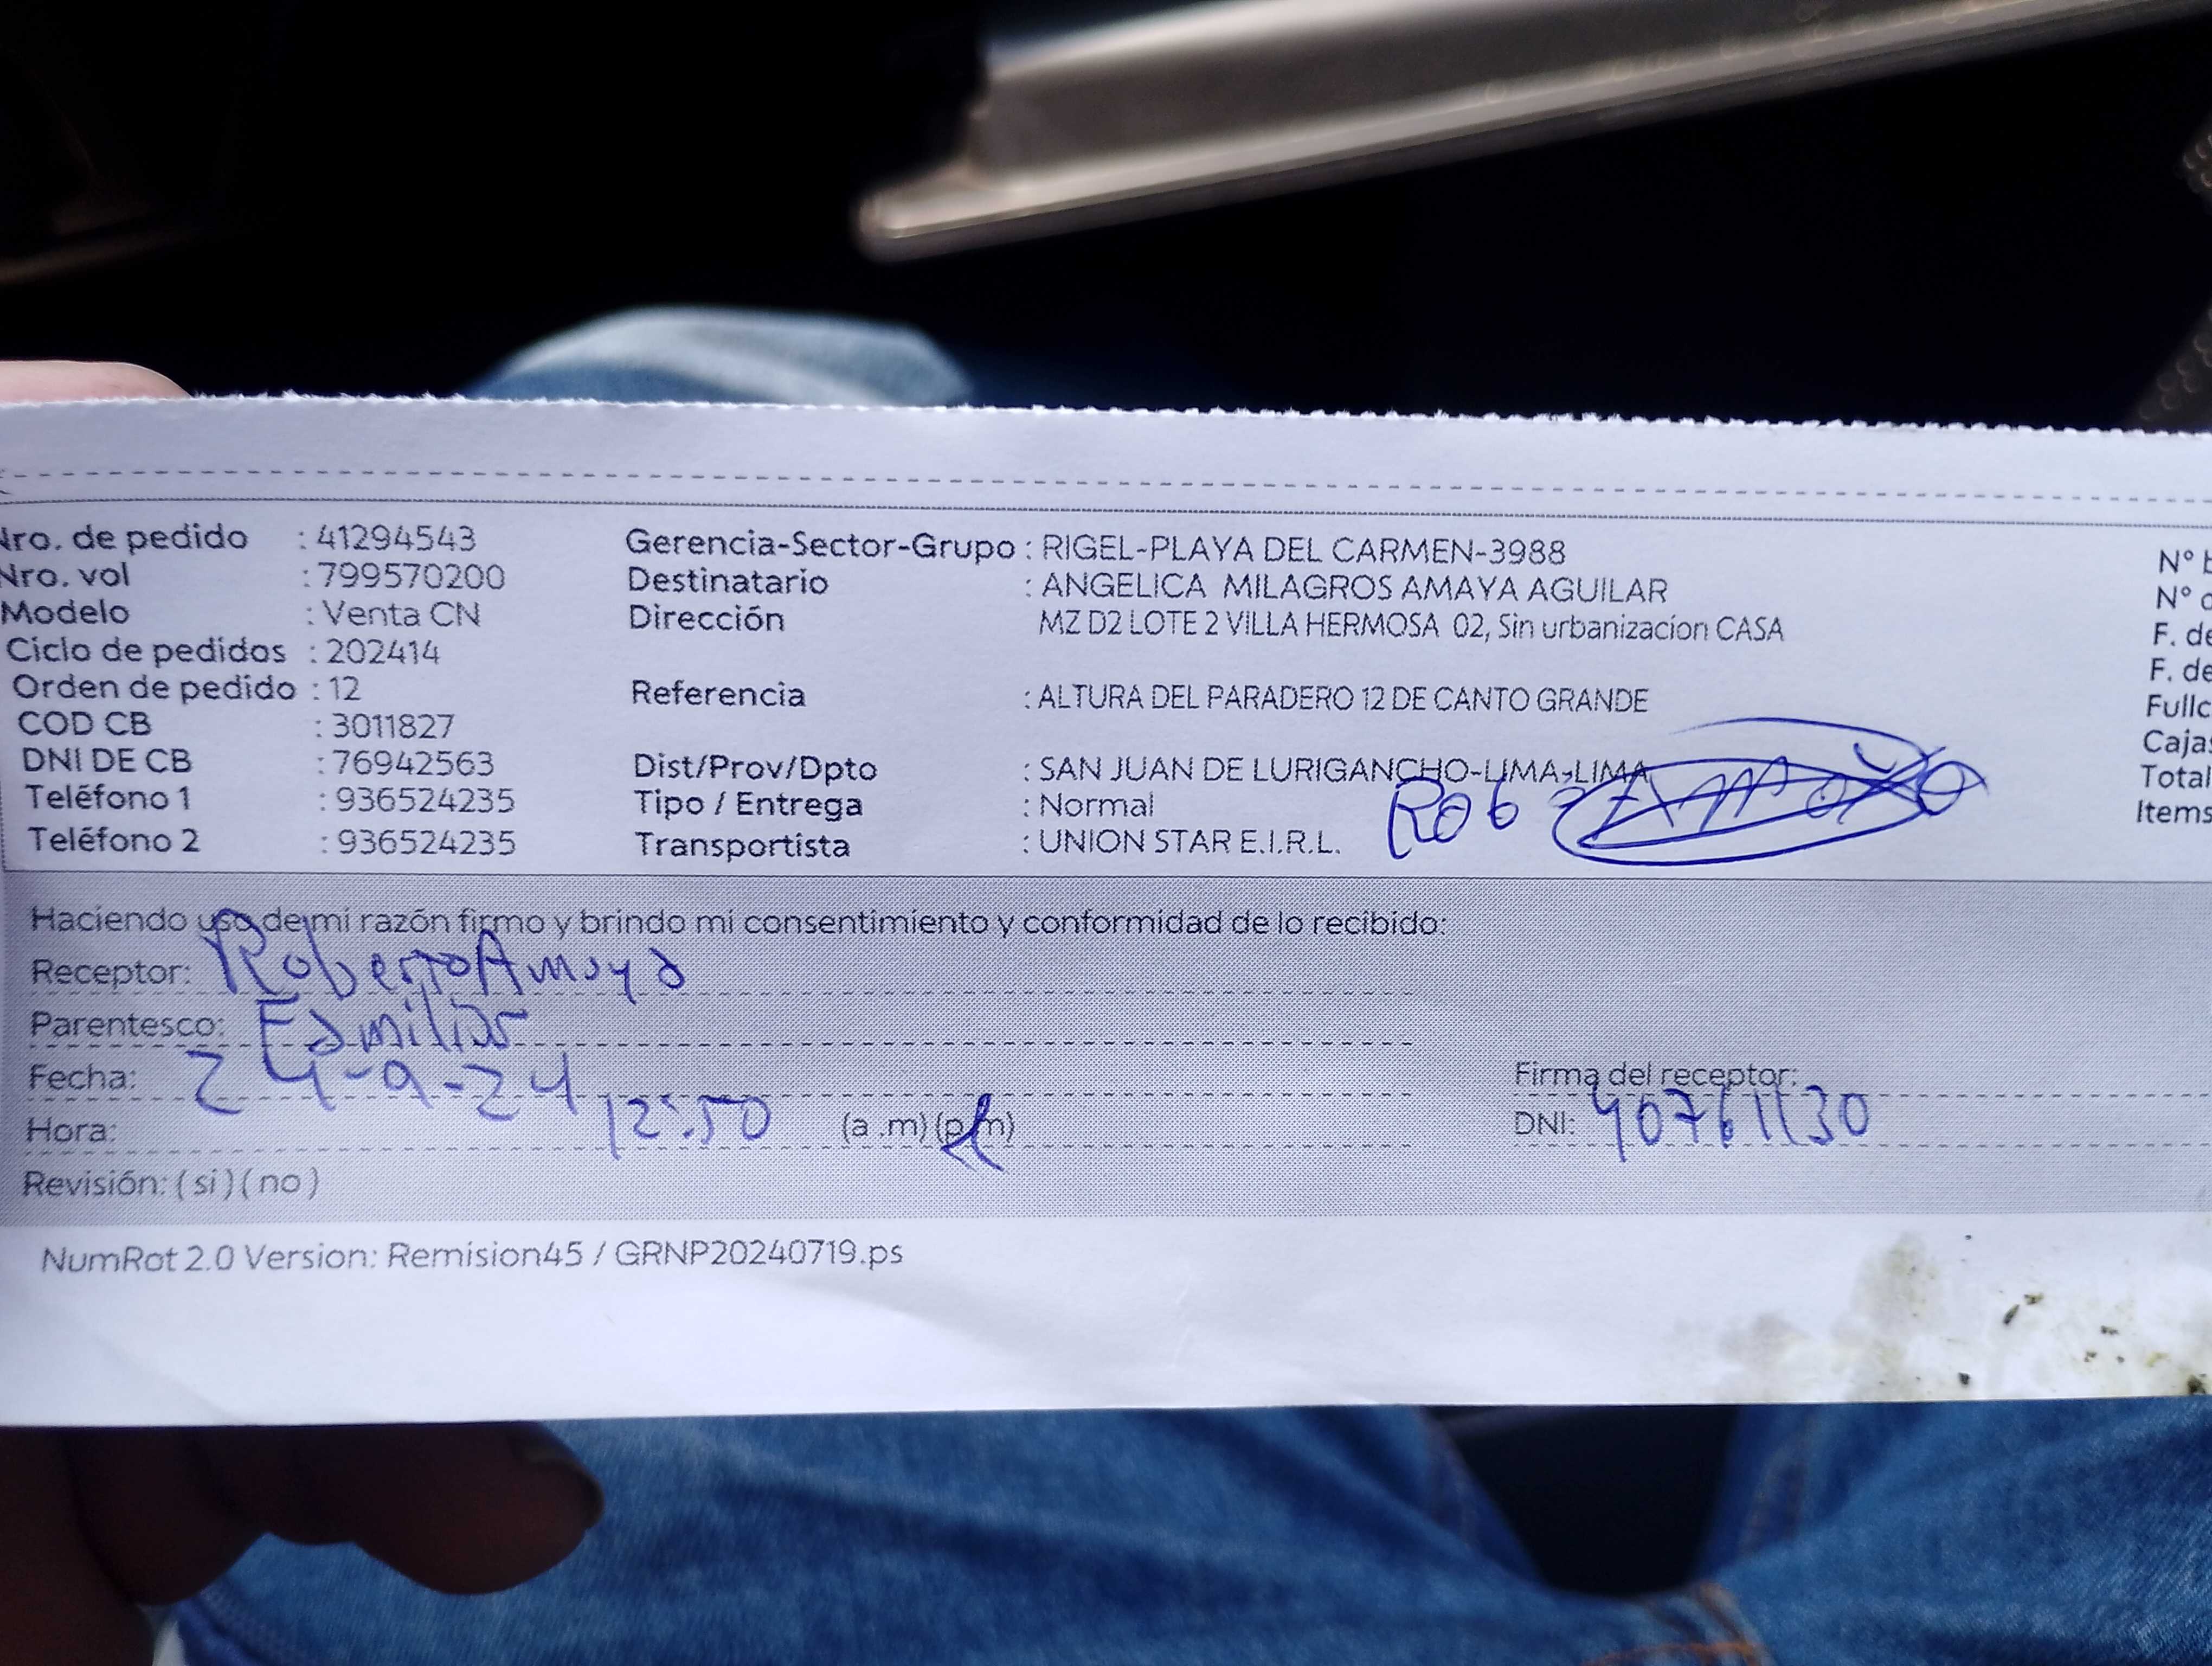 Nro. de pedido : 41294543 Gerencia-Sector-Grupo : RIGEL-PLAYA DEL CARMEN-3988
Nro. vol : 799570200 Destinatario : ANGELICA MILAGROS AMAYA AGUILAR Nº
Modelo : Venta CN Dirección MZ D2 LOTE 2 VILLA HERMOSA 02, Sin urbanizacion CASA Nº
Ciclo de pedidos : 202414 F. de
Orden de pedido : 12 Referencia : ALTURA DEL PARADERO 12 DE CANTO GRANDE F. de
COD CB : 3011827 Fullc
DNI DE CB : 76942563 Dist/Prov/Dpto : SAN JUAN DE LURIGANCHO-LIMA-LIMA Cajas
Teléfono 1 : 936524235 Tipo / Entrega : Normal Total
Teléfono 2 : 936524235 Transportista : UNION STAR E.I.R.L. Items
Haciendo uso de mi razón firmo y brindo mi consentimiento y conformidad de lo recibido:
Receptor: Roberto Amaya
Parentesco: Familiar
Fecha: 24-9-24 Firma del receptor:
Hora: 12:50 (a .m) (p.m) DNI: 40761130
Revisión: ( si ) ( no )
NumRot 2.0 Version: Remision45 / GRNP20240719.ps